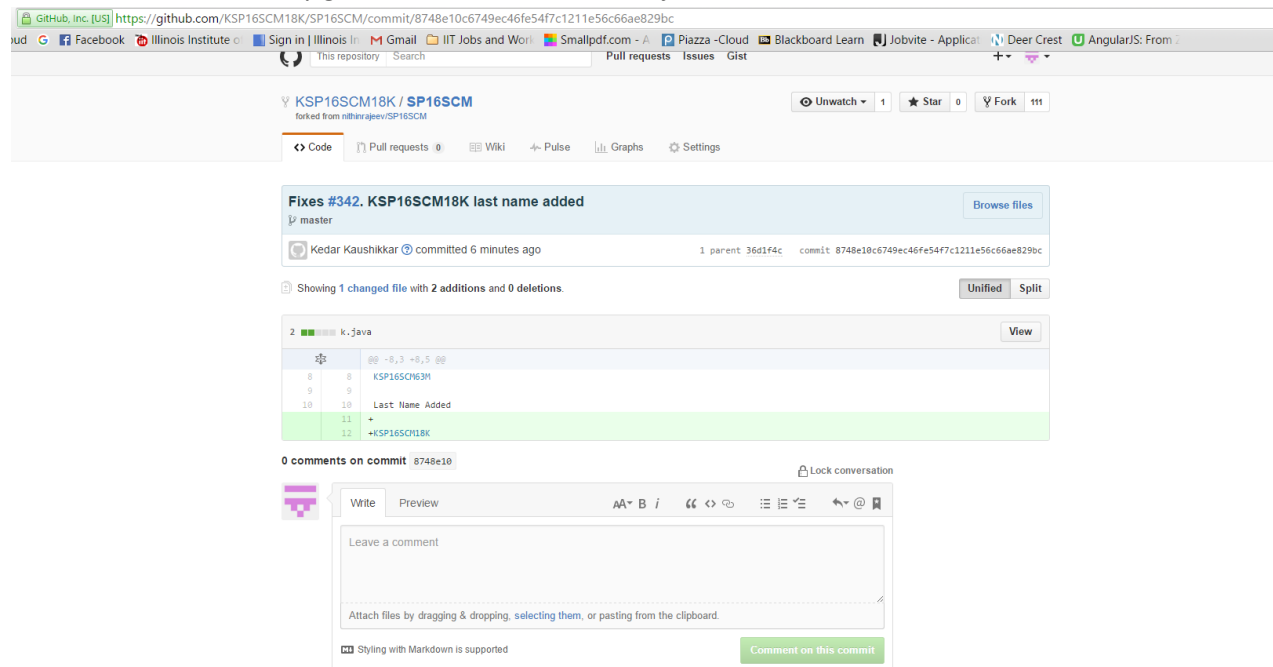 GitHub, Inc. [US] https://github.com/KSP16SCM18K/SP16SCM/commit/8748e10c6749ec46fe54f7c1211e56c66ae829bc
oud G Facebook Illinois Institute o Sign in | Illinois In Gmail IIT Jobs and Work Smallpdf.com - A Piazza -Cloud Blackboard Learn Jobvite - Applicat Deer Crest AngularJS: From 2
This repository Search Pull requests Issues Gist
KSP16SCM18K / SP16SCM Unwatch 1 Star 0 Fork 111
forked from nithinrajeev/SP16SCM
Code Pull requests 0 Wiki Pulse Graphs Settings
Fixes #342. KSP16SCM18K last name added Browse files
master
Kedar Kaushikkar committed 6 minutes ago 1 parent 36d1f4c commit 8748e10c6749ec46fe54f7c1211e56c66ae829bc
Showing 1 changed file with 2 additions and 0 deletions. Unified Split
2 k.java View
@@ -8,3 +8,5 @@
8 8 KSP16SCM63M
9 9
10 10 Last Name Added
11 +
12 +KSP16SCM18K
0 comments on commit 8748e10
Lock conversation
Write Preview AA B i “ <> @
Leave a comment
Attach files by dragging & dropping, selecting them, or pasting from the clipboard.
Styling with Markdown is supported Comment on this commit